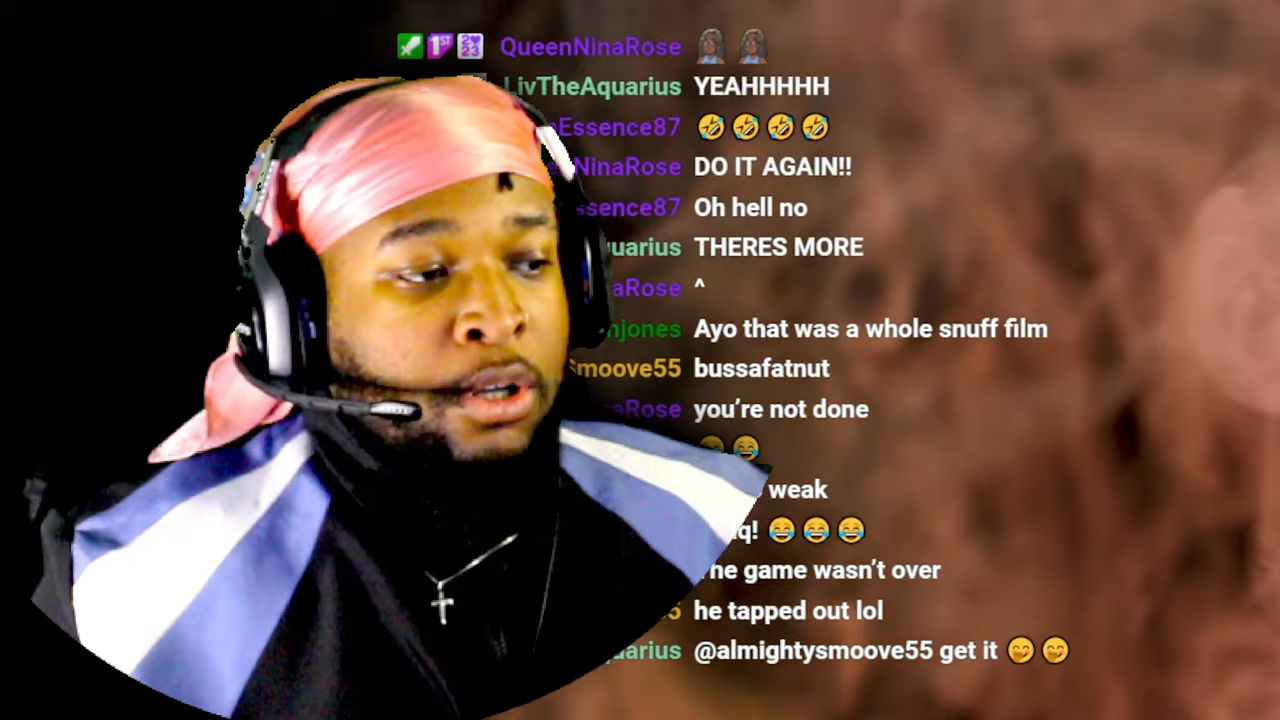 QueenNinaRose
LivTheAquarius YEAHHHHH
Essence87
NinaRose DO IT AGAIN!!
ssence87 Oh hell no
uarius THERES MORE
aRose ^
njones Ayo that was a whole snuff film
moove55 bussafatnut
aRose you’re not done
weak
q! 
he game wasn’t over
5 he tapped out lol
uarius @almightysmoove55 get it